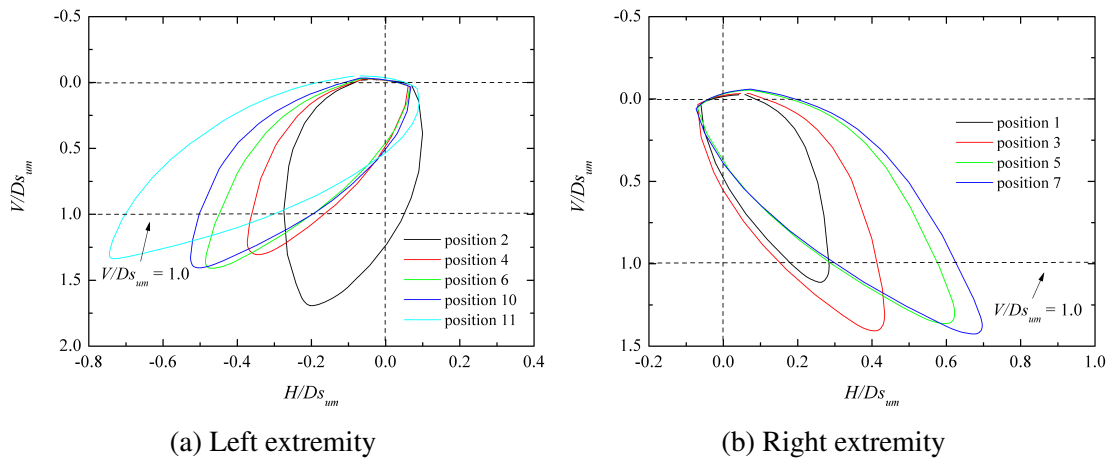 -0.5
0.0
0.5
1.0
1.5
2.0
V/Ds_um
-0.8 -0.6 -0.4 -0.2 0.0 0.2 0.4
H/Ds_um
V/Ds_um = 1.0
position 2
position 4
position 6
position 10
position 11
(a) Left extremity
-0.5
0.0
0.5
1.0
1.5
V/Ds_um
-0.2 0.0 0.2 0.4 0.6 0.8 1.0
H/Ds_um
position 1
position 3
position 5
position 7
V/Ds_um = 1.0
(b) Right extremity